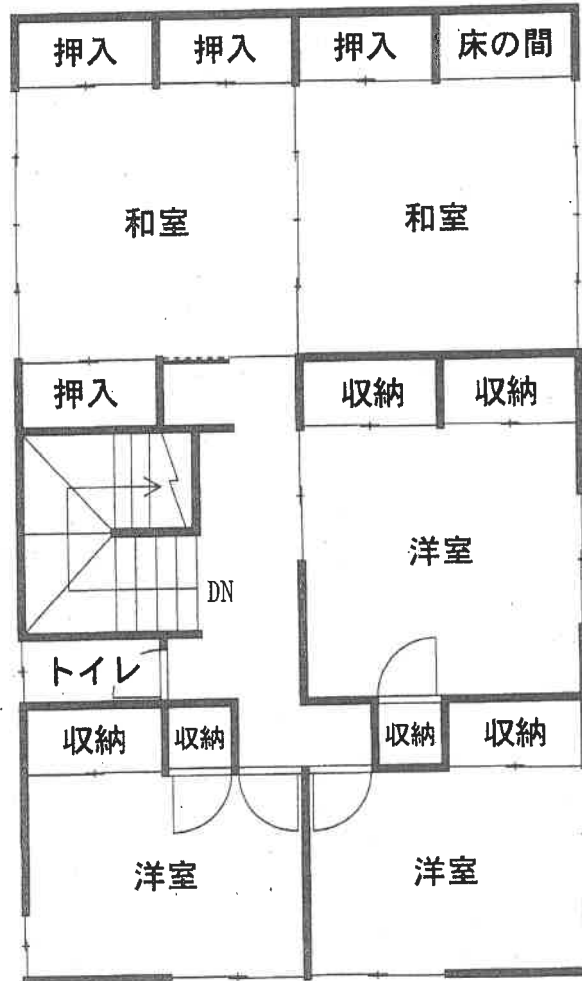 押入 押入 押入 床の間
和室 和室
押入 収納 収納
洋室
DN
トイレ
収納 収納 収納 収納
洋室 洋室